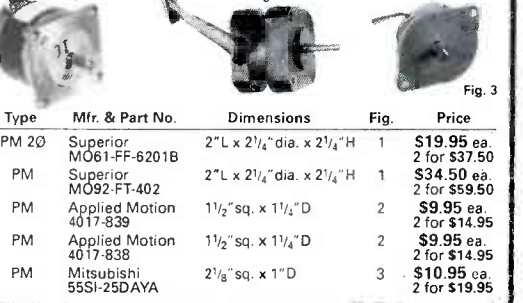 Fig. 3
Type Mfr. & Part No. Dimensions Fig. Price
PM 2Ø Superior 2"L x 2¹/₄"dia. x 2¹/₄"H 1 $19.95 ea.
MO61-FF-6201B 2 for $37.50
PM Superior 2"L x 2¹/₄"dia. x 2¹/₄"H 1 $34.50 ea.
MO92-FT-402 2 for $59.50
PM Applied Motion 1¹/₂"sq. x 1¹/₄"D 2 $9.95 ea.
4017-839 2 for $14.95
PM Applied Motion 1¹/₂"sq. x 1¹/₄"D 2 $9.95 ea.
4017-838 2 for $14.95
PM Mitsubishi 2¹/₈"sq. x 1"D 3 $10.95 ea.
55SI-25DAYA 2 for $19.95